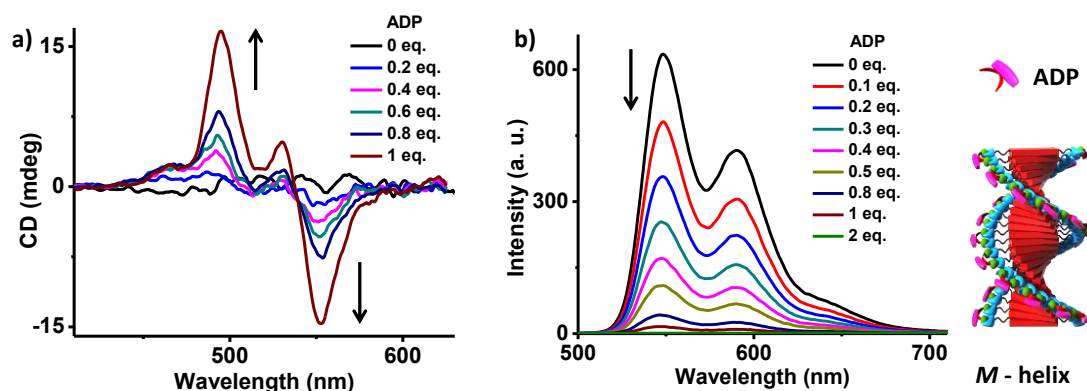 a)
CD (mdeg)
15
0
-15
500
600
Wavelength (nm)
ADP
0 eq.
0.2 eq.
0.4 eq.
0.6 eq.
0.8 eq.
1 eq.
b)
Intensity (a. u.)
600
300
0
500
600
700
Wavelength (nm)
ADP
0 eq.
0.1 eq.
0.2 eq.
0.3 eq.
0.4 eq.
0.5 eq.
0.8 eq.
1 eq.
2 eq.
ADP
M - helix